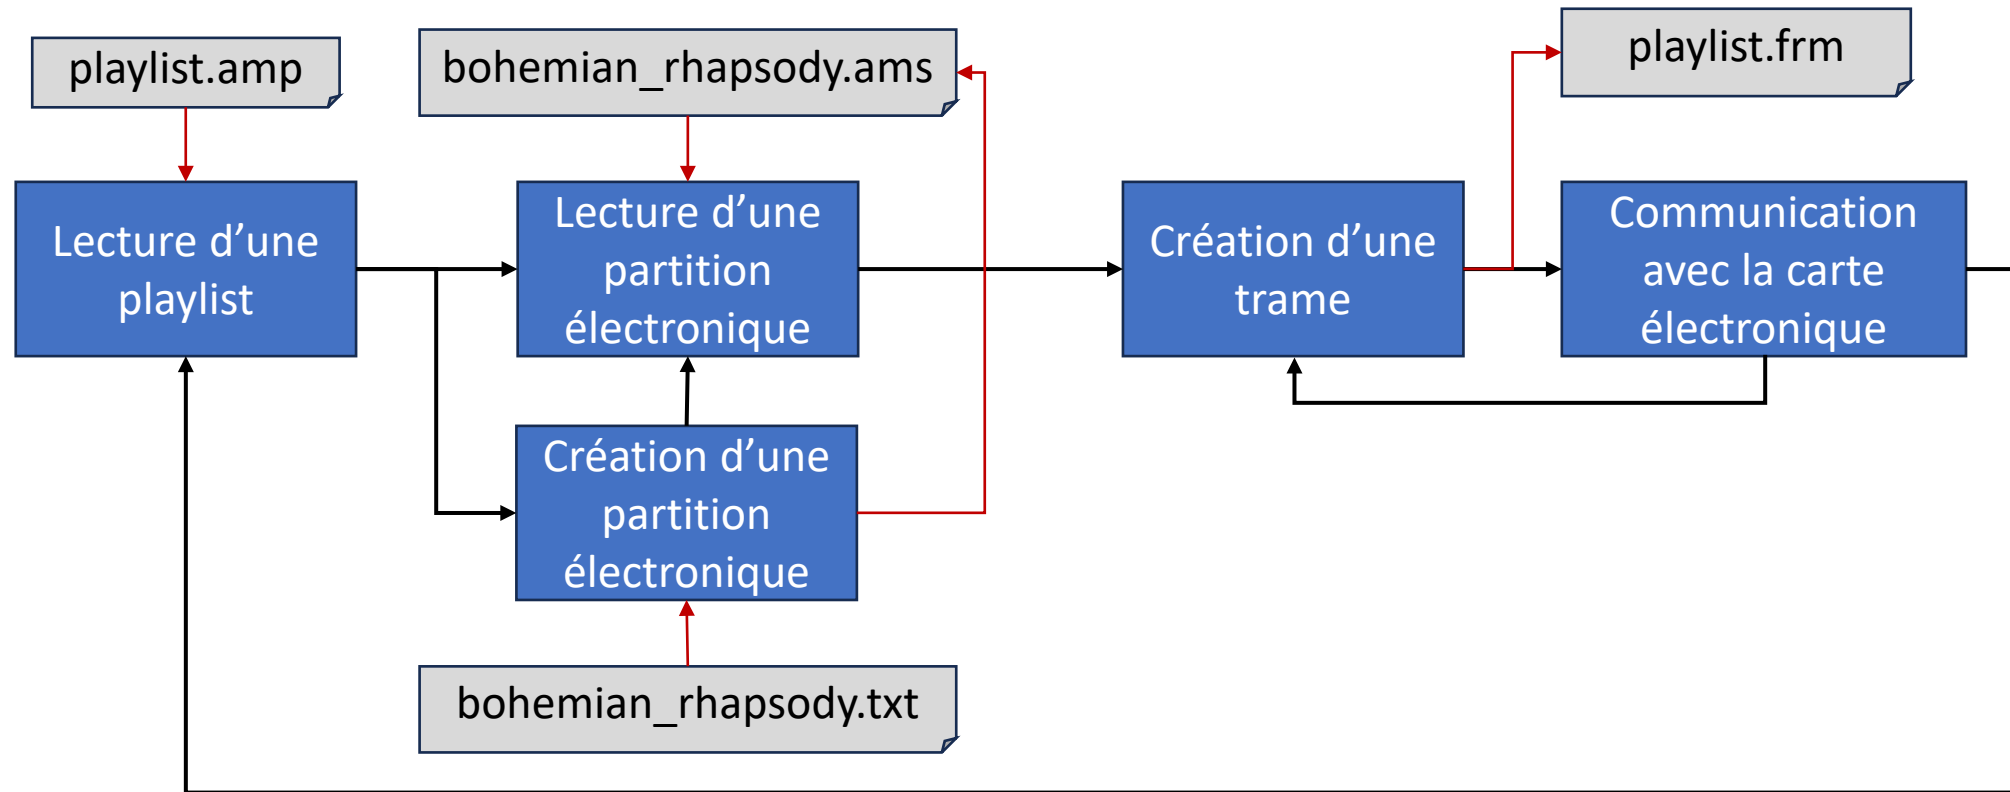 playlist.amp
bohemian_rhapsody.ams
playlist.frm
Lecture d’une
playlist
Lecture d’une
partition
électronique
Création d’une
trame
Communication
avec la carte
électronique
Création d’une
partition
électronique
bohemian_rhapsody.txt